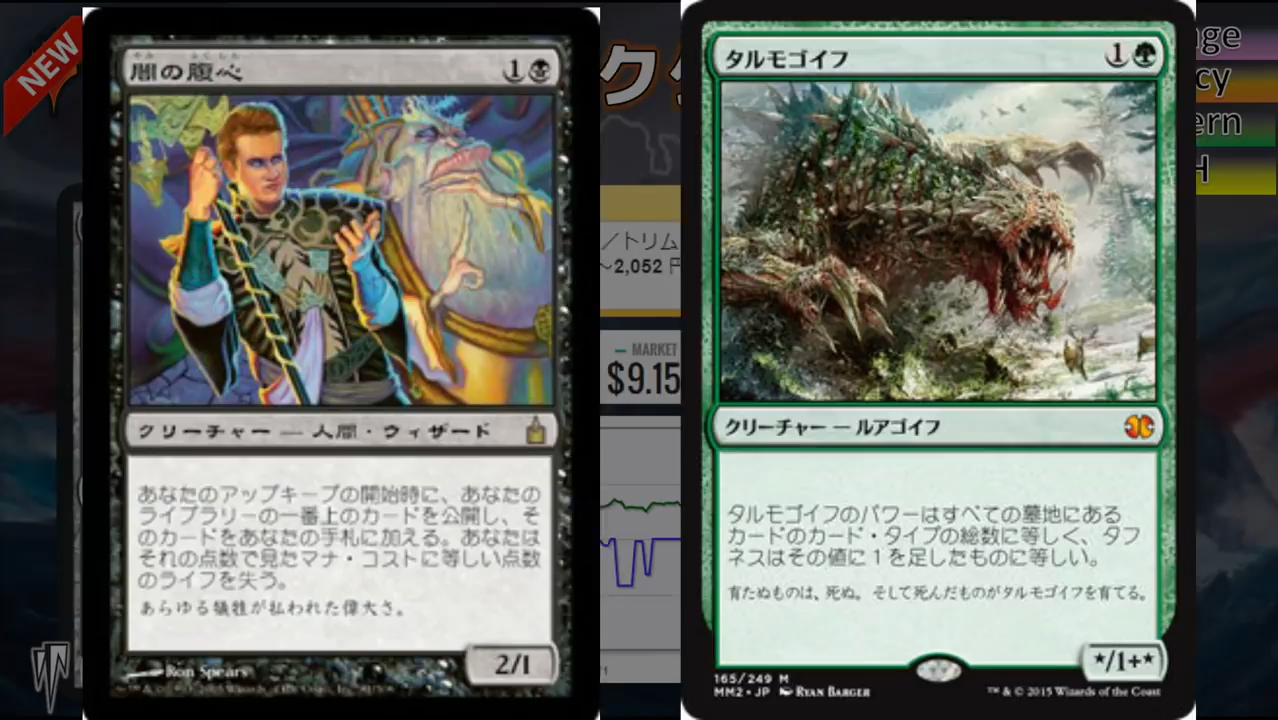 NEW
やみ ふくしん
闇の腹心
1
クリーチャー — 人間・ウィザード
あなたのアップキープの開始時に、あなたの
ライブラリーの一番上のカードを公開し、そ
のカードをあなたの手札に加える。あなたは
それの点数で見たマナ・コストに等しい点数
のライフを失う。
あらゆる犠牲が払われた偉大さ。
2/1
Ron Spears
ク
／トリム
～2,052 円
MARKET
$9.15
タルモゴイフ
1
クリーチャー — ルアゴイフ
タルモゴイフのパワーはすべての墓地にある
カードのカード・タイプの総数に等しく、タフ
ネスはその値に１を足したものに等しい。
育たぬものは、死ぬ。そして死んだものがタルモゴイフを育てる。
*/1+*
165/249 M
MM2 • JP Ryan Barger
™ & © 2015 Wizards of the Coast
ge
cy
ern
H